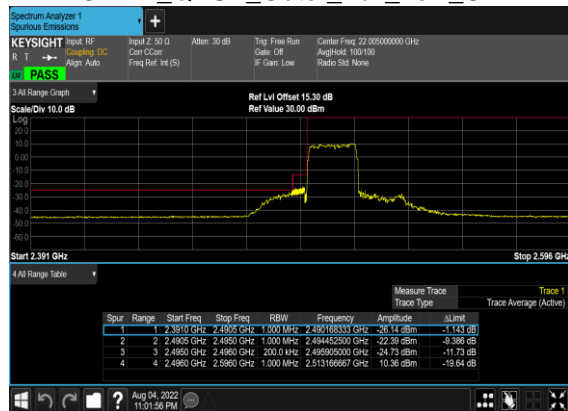 Spectrum Analyzer 1
Spurious Emissions
+
KEYSIGHT Input: RF Input Z: 50 Ω Atten: 30 dB Trig: Free Run Center Freq: 22.005000000 GHz
R T Coupling: DC Corr CCorr Gate: Off Avg|Hold: 100/100
Align: Auto Freq Ref: Int (S) IF Gain: Low Radio Std: None
LXI PASS
3 All Range Graph
Ref Lvl Offset 15.30 dB
Scale/Div 10.0 dB Ref Value 30.00 dBm
Log
20.0
10.0
0.00
-10.0
-20.0
-30.0
-40.0
-50.0
-60.0
Start 2.391 GHz Stop 2.596 GHz
4 All Range Table
Measure Trace Trace 1
Trace Type Trace Average (Active)
Spur Range Start Freq Stop Freq RBW Frequency Amplitude ΔLimit
1 1 2.3910 GHz 2.4905 GHz 1.000 MHz 2.490168333 GHz -26.14 dBm -1.143 dB
2 2 2.4905 GHz 2.4950 GHz 1.000 MHz 2.494452500 GHz -22.39 dBm -9.386 dB
3 3 2.4950 GHz 2.4960 GHz 200.0 kHz 2.495905000 GHz -24.73 dBm -11.73 dB
4 4 2.4960 GHz 2.5960 GHz 1.000 MHz 2.513166667 GHz 10.36 dBm -19.64 dB
? Aug 04, 2022
11:01:56 PM